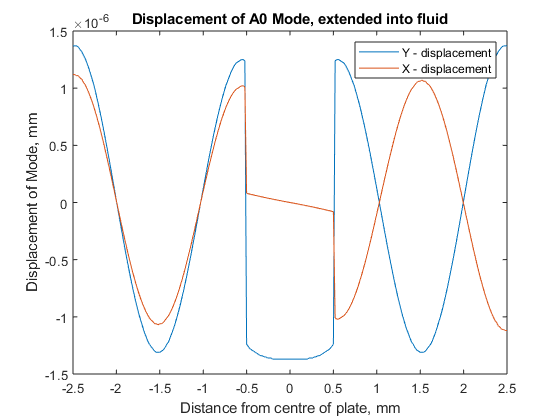 Displacement of A0 Mode, extended into fluid
×10^-6
Y - displacement
X - displacement
1.5
1
0.5
0
-0.5
-1
-1.5
Displacement of Mode, mm
-2.5 -2 -1.5 -1 -0.5 0 0.5 1 1.5 2 2.5
Distance from centre of plate, mm